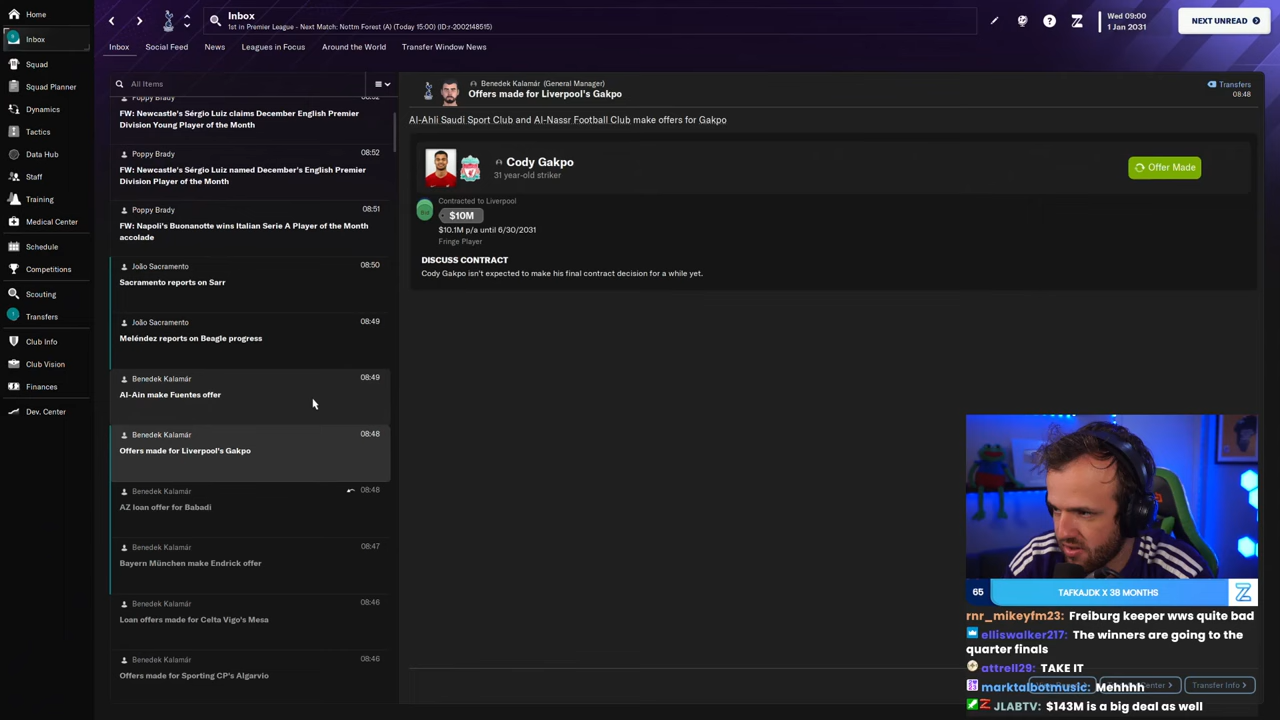 Home
Inbox
Squad
Squad Planner
Dynamics
Tactics
Data Hub
Staff
Training
Medical Center
Schedule
Competitions
Scouting
Transfers
Club Info
Club Vision
Finances
Dev. Center
Inbox
1st in Premier League - Next Match: Nottm Forest (A) (Today 15:00) (ID:r-2002148515)
Wed 09:00
1 Jan 2031
NEXT UNREAD
Inbox
Social Feed
News
Leagues in Focus
Around the World
Transfer Window News
All Items
Poppy Brady
08:52
FW: Newcastle's Sérgio Luiz claims December English Premier
Division Young Player of the Month
Poppy Brady
08:52
FW: Newcastle's Sérgio Luiz named December's English Premier
Division Player of the Month
Poppy Brady
08:51
FW: Napoli's Buonanotte wins Italian Serie A Player of the Month
accolade
João Sacramento
08:50
Sacramento reports on Sarr
João Sacramento
08:49
Meléndez reports on Beagle progress
Benedek Kalamár
08:49
Al-Ain make Fuentes offer
Benedek Kalamár
08:48
Offers made for Liverpool's Gakpo
Benedek Kalamár
08:48
AZ loan offer for Babadi
Benedek Kalamár
08:47
Bayern München make Endrick offer
Benedek Kalamár
08:46
Loan offers made for Celta Vigo's Mesa
Benedek Kalamár
08:46
Offers made for Sporting CP's Algarvio
Benedek Kalamár (General Manager)
Offers made for Liverpool's Gakpo
Transfers
08:48
Al-Ahli Saudi Sport Club and Al-Nassr Football Club make offers for Gakpo
Cody Gakpo
31 year-old striker
Offer Made
Contracted to Liverpool
$10M
$10.1M p/a until 6/30/2031
Fringe Player
DISCUSS CONTRACT
Cody Gakpo isn't expected to make his final contract decision for a while yet.
65
TAFKAJDK X 38 MONTHS
rnr_mikeyfm23: Freiburg keeper wws quite bad
elliswalker217: The winners are going to the
quarter finals
attrell29: TAKE IT
marktalbotmusic: Mehhhh
JLABTV: $143M is a big deal as well
Center
Transfer Info